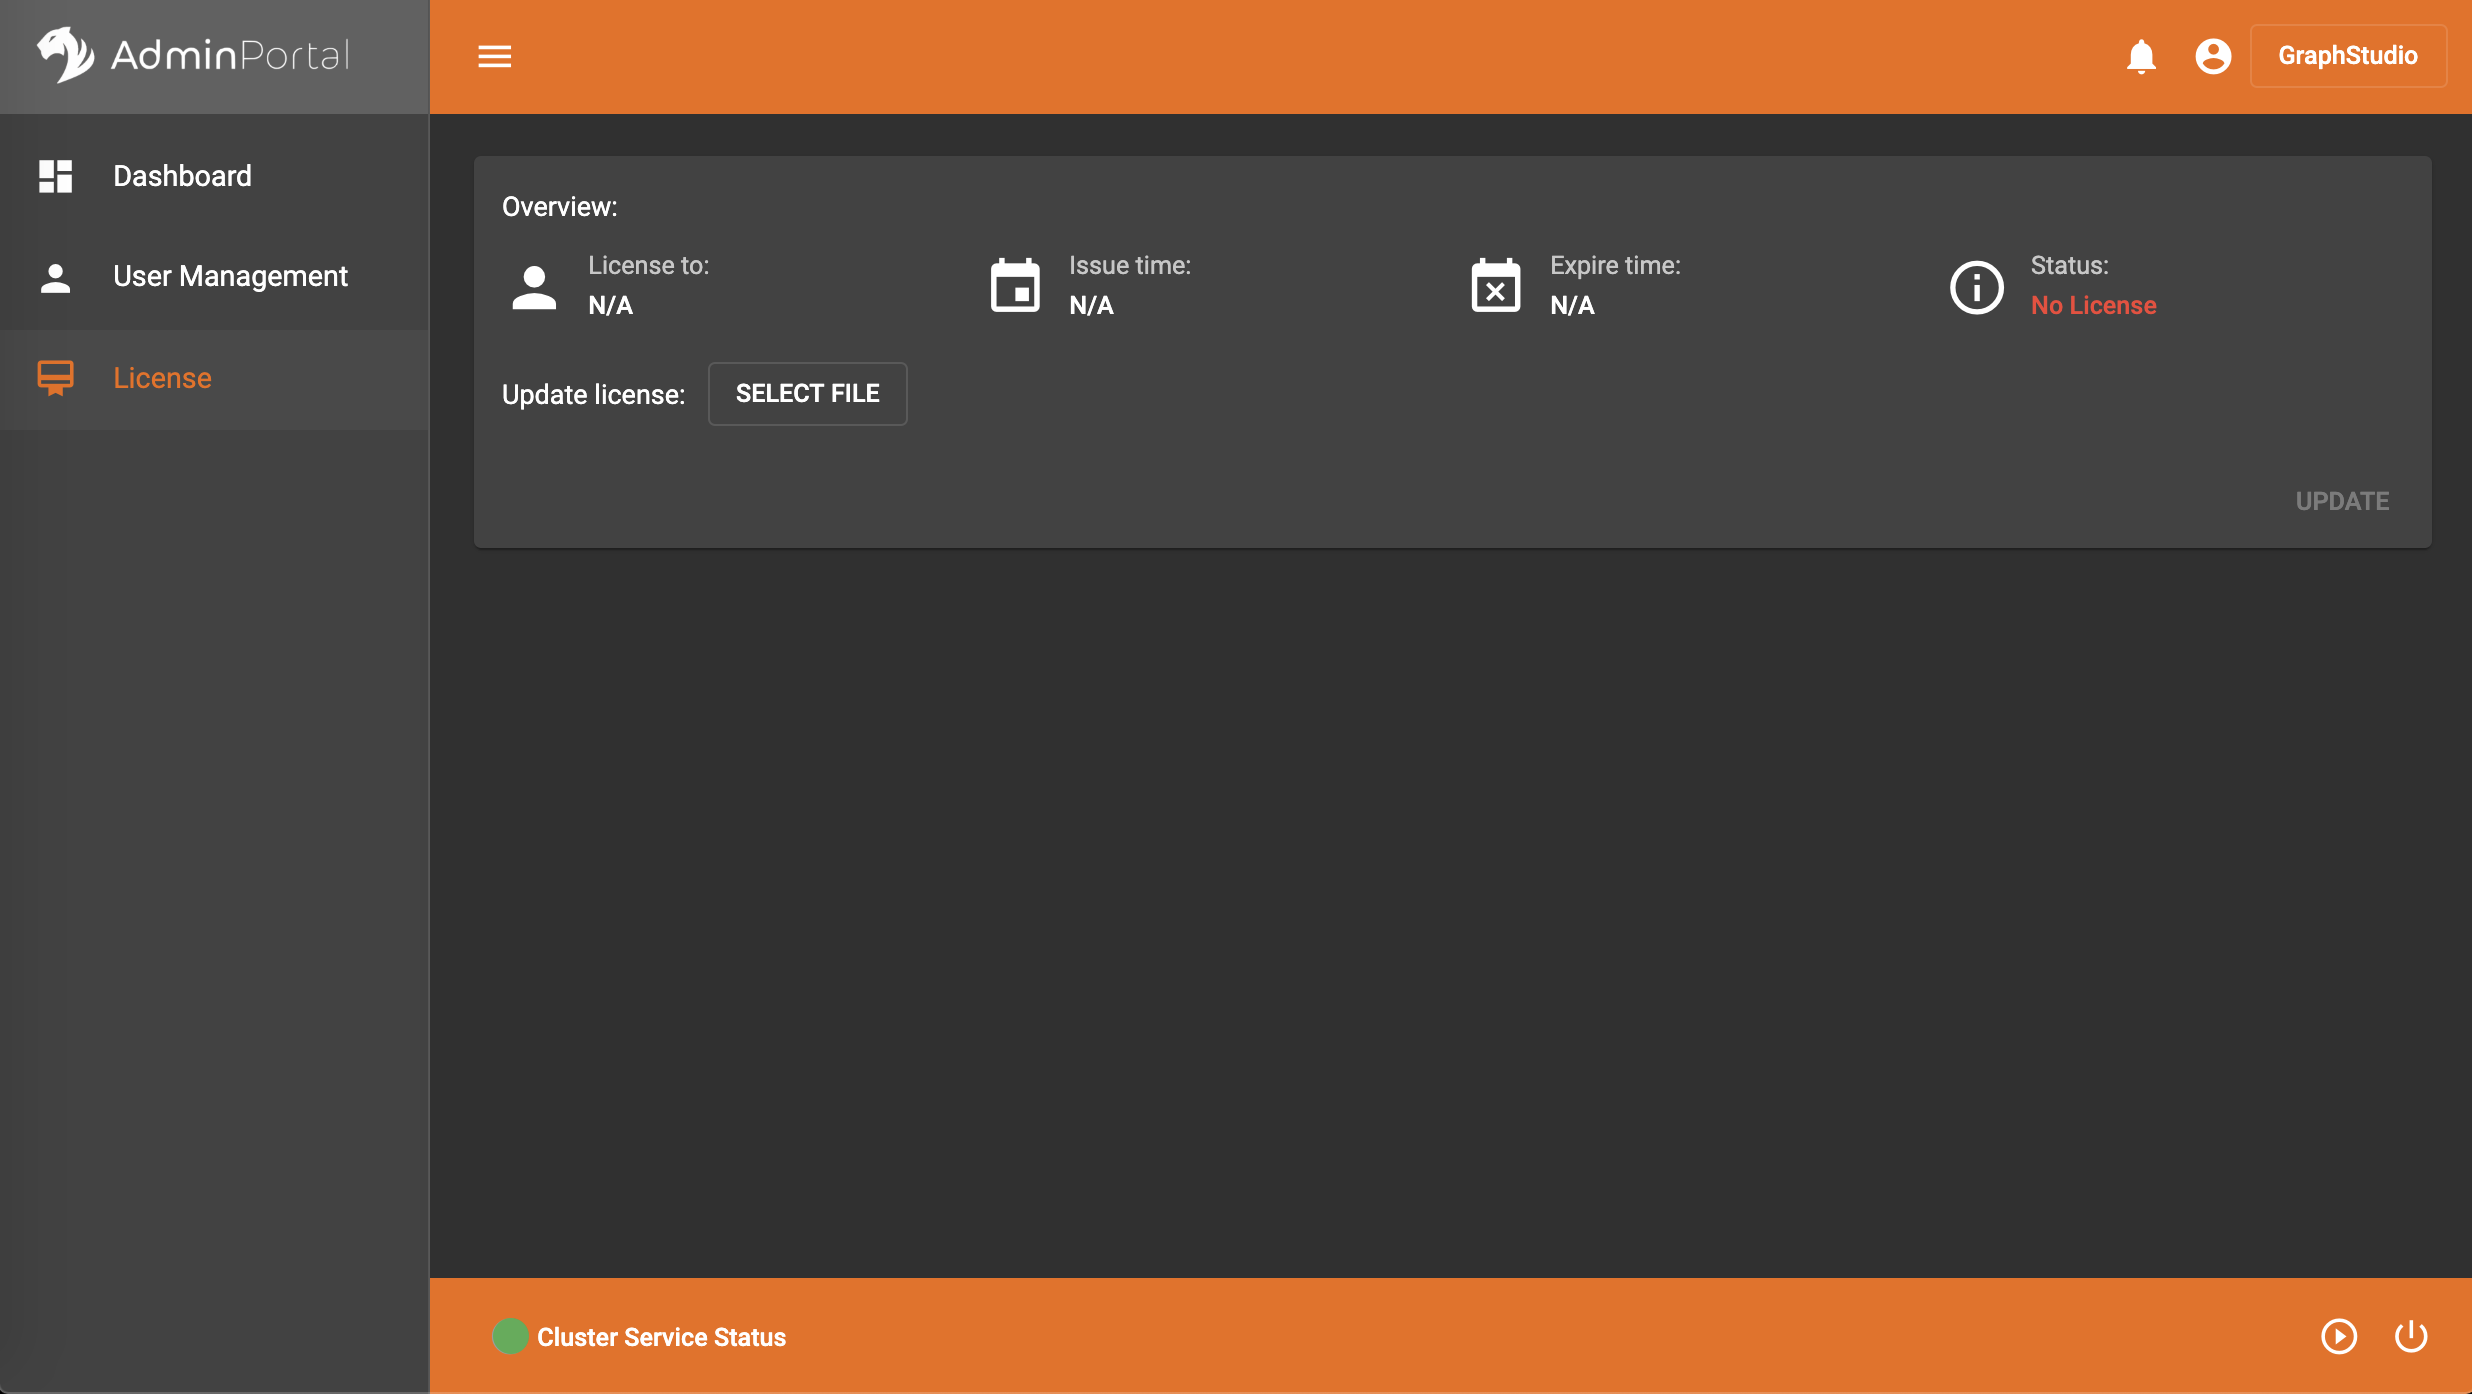 AdminPortal
GraphStudio
Dashboard
User Management
License
Overview:
License to:
N/A
Issue time:
N/A
Expire time:
N/A
Status:
No License
Update license:
SELECT FILE
UPDATE
Cluster Service Status